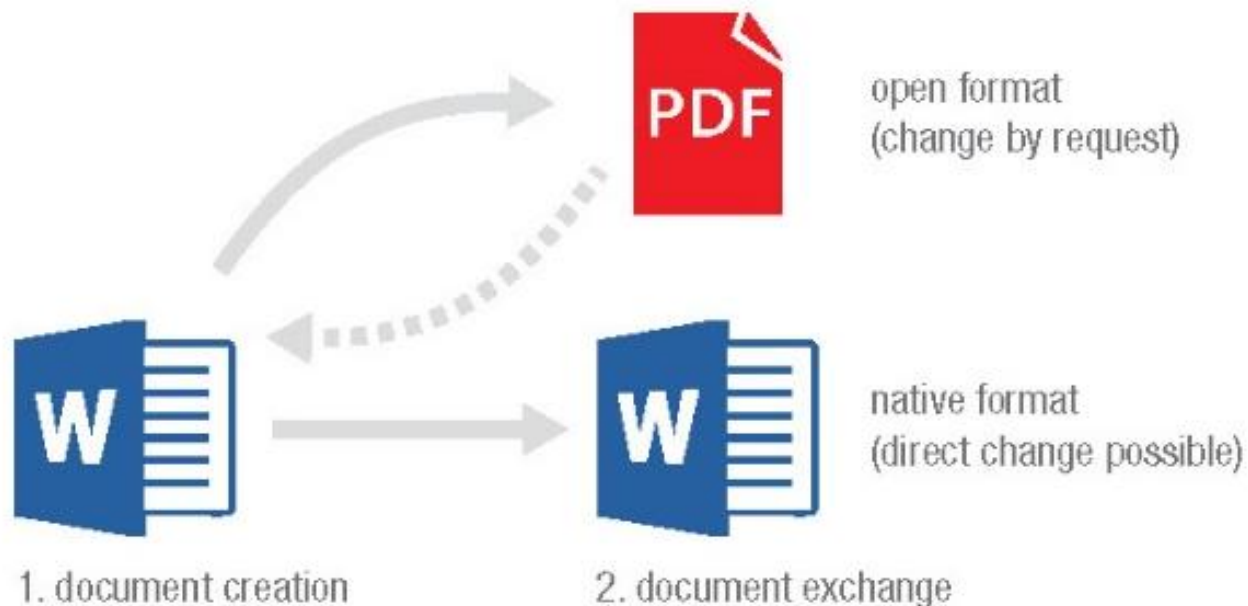 PDF
open format
(change by request)
W
W
native format
(direct change possible)
1. document creation
2. document exchange